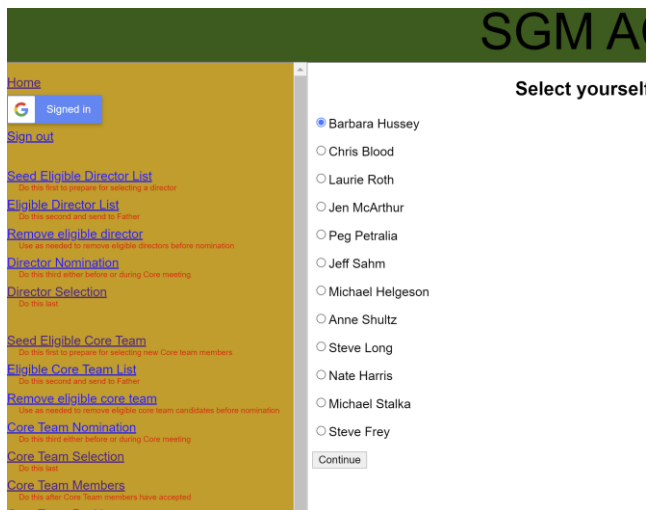 SGM A
Home
Signed in
Sign out
Seed Eligible Director List
Do this first to prepare for selecting a director
Eligible Director List
Do this second and send to Father
Remove eligible director
Use as needed to remove eligible directors before nomination
Director Nomination
Do this third either before or during Core meeting
Director Selection
Do this last
Seed Eligible Core Team
Do this first to prepare for selecting new Core team members
Eligible Core Team List
Do this second and send to Father
Remove eligible core team
Use as needed to remove eligible core team candidates before nomination
Core Team Nomination
Do this third either before or during Core meeting
Core Team Selection
Do this last
Core Team Members
Do this after Core Team members have accepted
Select yourself
Barbara Hussey
Chris Blood
Laurie Roth
Jen McArthur
Peg Petralia
Jeff Sahm
Michael Helgeson
Anne Shultz
Steve Long
Nate Harris
Michael Stalka
Steve Frey
Continue